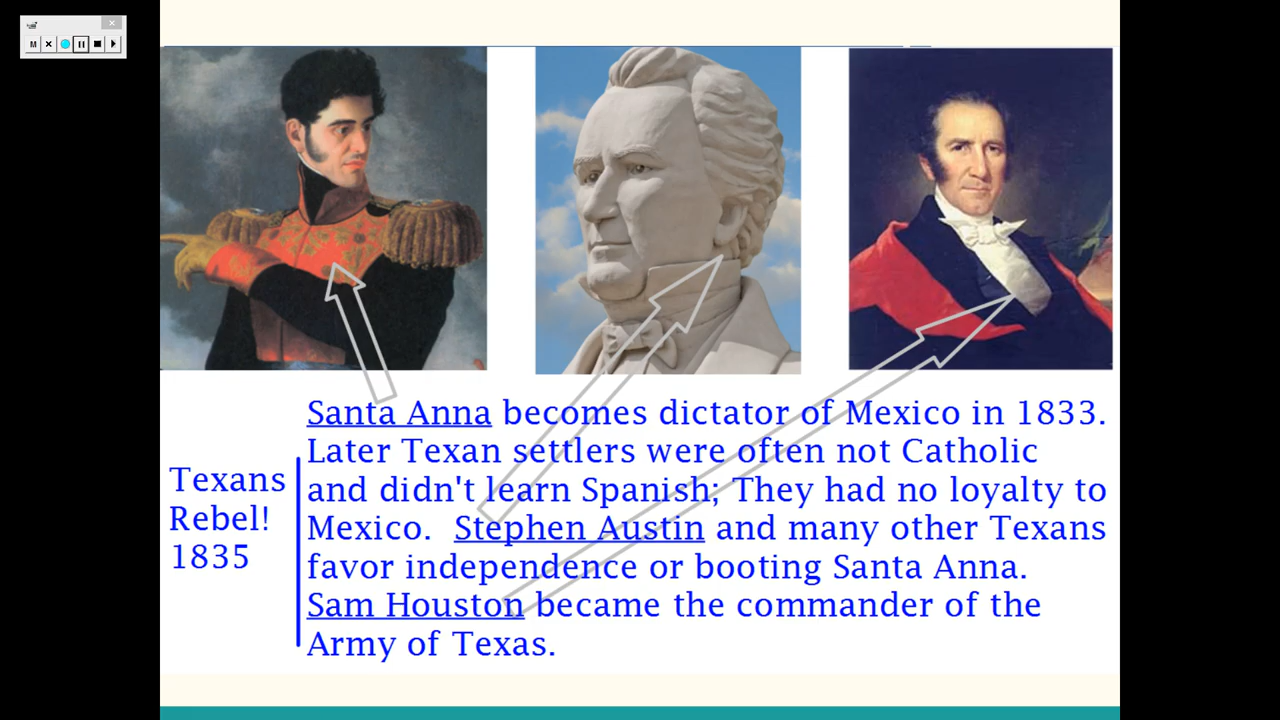 M
Santa Anna becomes dictator of Mexico in 1833.
Later Texan settlers were often not Catholic
and didn't learn Spanish; They had no loyalty to
Mexico. Stephen Austin and many other Texans
favor independence or booting Santa Anna.
Sam Houston became the commander of the
Army of Texas.
Texans
Rebel!
1835